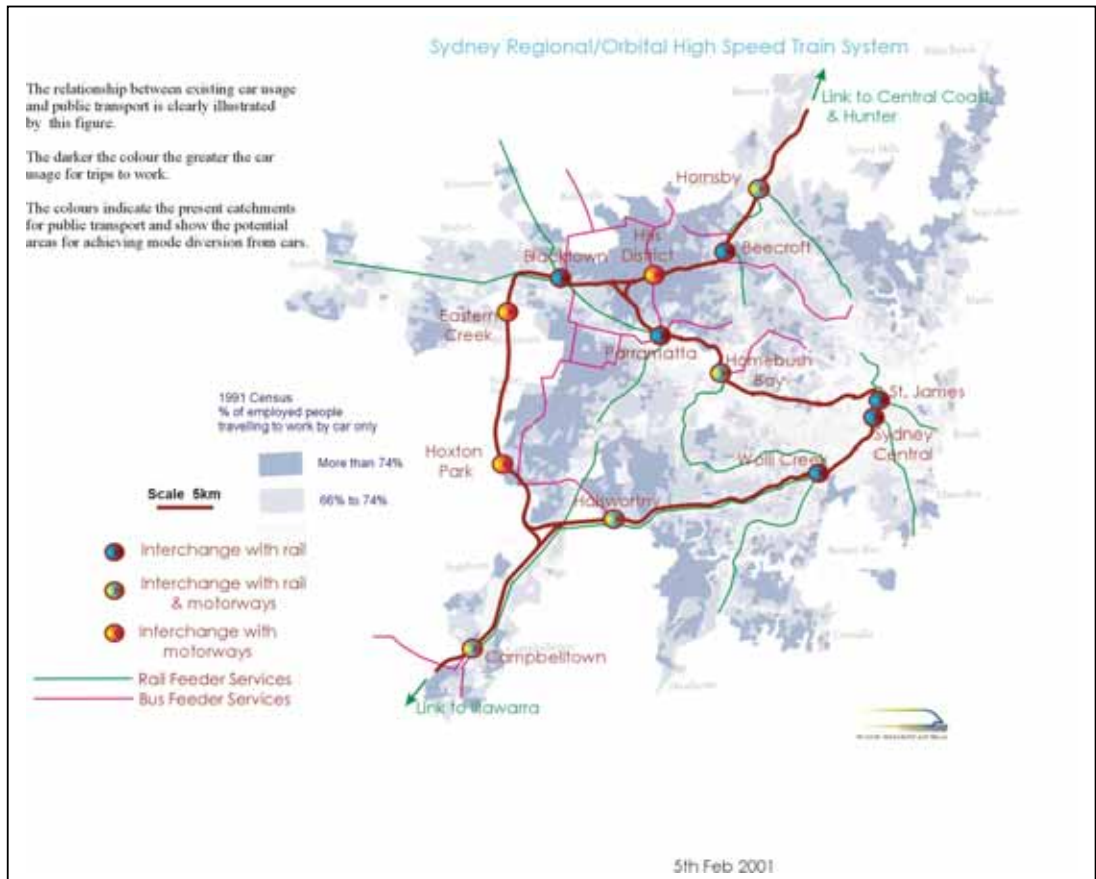 Sydney Regional/Orbital High Speed Train System
The relationship between existing car usage
and public transport is clearly illustrated
by this figure.
The darker the colour the greater the car
usage for trips to work.
The colours indicate the present catchments
for public transport and show the potential
areas for achieving mode diversion from cars.
Link to Central Coast
& Hunter
Hornsby
Beecroft
Hills
District
Blacktown
Eastern
Creek
Parramatta
Homebush
Bay
St. James
Sydney
Central
Wolli Creek
Hoxton
Park
Holsworthy
Campbelltown
Link to Illawarra
1991 Census
% of employed people
travelling to work by car only
More than 74%
66% to 74%
Scale 5km
Interchange with rail
Interchange with rail
& motorways
Interchange with
motorways
Rail Feeder Services
Bus Feeder Services
5th Feb 2001